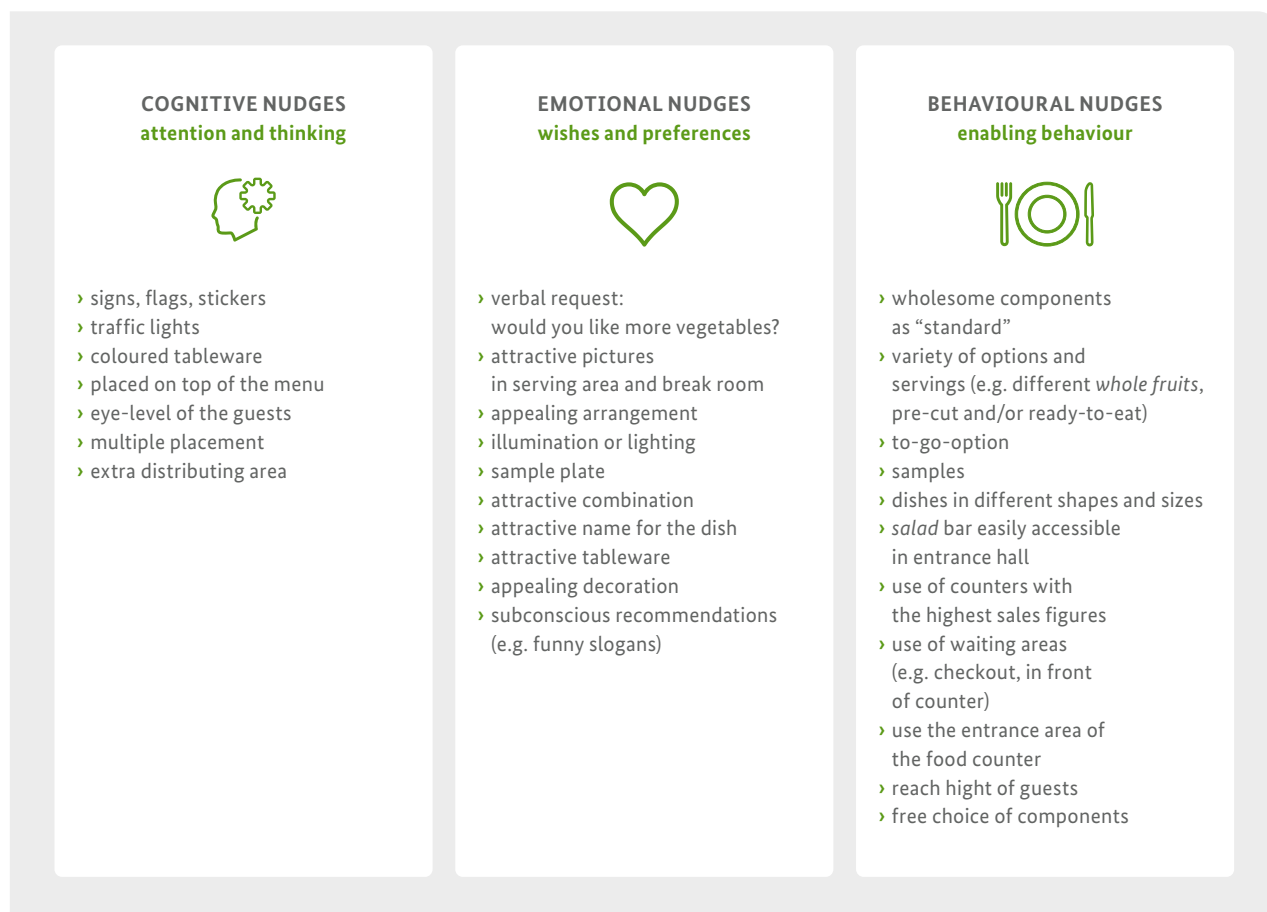 COGNITIVE NUDGES
attention and thinking
› signs, flags, stickers
› traffic lights
› coloured tableware
› placed on top of the menu
› eye-level of the guests
› multiple placement
› extra distributing area
EMOTIONAL NUDGES
wishes and preferences
› verbal request:
would you like more vegetables?
› attractive pictures
in serving area and break room
› appealing arrangement
› illumination or lighting
› sample plate
› attractive combination
› attractive name for the dish
› attractive tableware
› appealing decoration
› subconscious recommendations
(e.g. funny slogans)
BEHAVIOURAL NUDGES
enabling behaviour
› wholesome components
as “standard”
› variety of options and
servings (e.g. different whole fruits,
pre-cut and/or ready-to-eat)
› to-go-option
› samples
› dishes in different shapes and sizes
› salad bar easily accessible
in entrance hall
› use of counters with
the highest sales figures
› use of waiting areas
(e.g. checkout, in front
of counter)
› use the entrance area of
the food counter
› reach hight of guests
› free choice of components